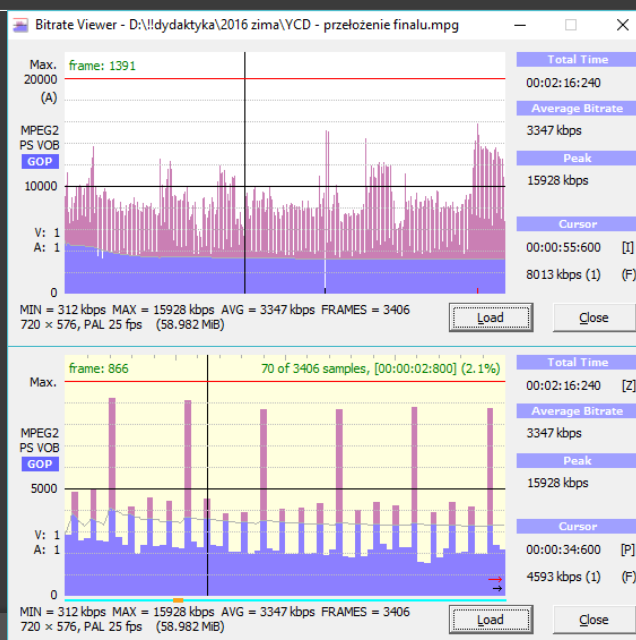 Bitrate Viewer - D:\!!dydaktyka\2016 zima\YCD - przełożenie finalu.mpg
Max.
20000
(A)
frame: 1391
MPEG2
PS VOB
GOP
10000
V: 1
A: 1
0
Total Time
00:02:16:240
Average Bitrate
3347 kbps
Peak
15928 kbps
Cursor
00:00:55:600 [I]
8013 kbps (1) (F)
MIN = 312 kbps MAX = 15928 kbps AVG = 3347 kbps FRAMES = 3406
720 × 576, PAL 25 fps (58.982 MiB)
Load
Close
Max.
frame: 866
70 of 3406 samples, [00:00:02:800] (2.1%)
MPEG2
PS VOB
GOP
5000
V: 1
A: 1
0
Total Time
00:02:16:240 [Z]
Average Bitrate
3347 kbps
Peak
15928 kbps
Cursor
00:00:34:600 [P]
4593 kbps (1) (F)
MIN = 312 kbps MAX = 15928 kbps AVG = 3347 kbps FRAMES = 3406
720 × 576, PAL 25 fps (58.982 MiB)
Load
Close